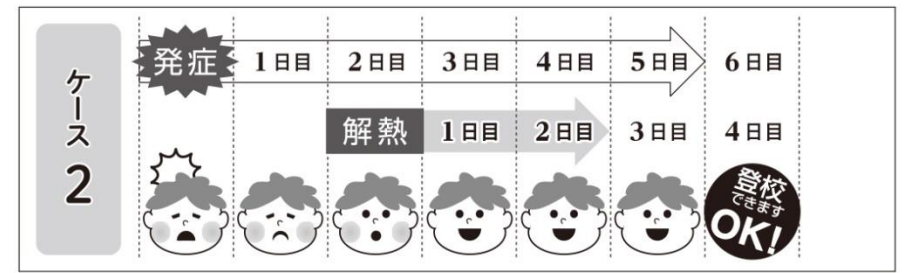 ケース2
発症 1日目 2日目 3日目 4日目 5日目 6日目
解熱 1日目 2日目 3日目 4日目
登校
できます
OK!